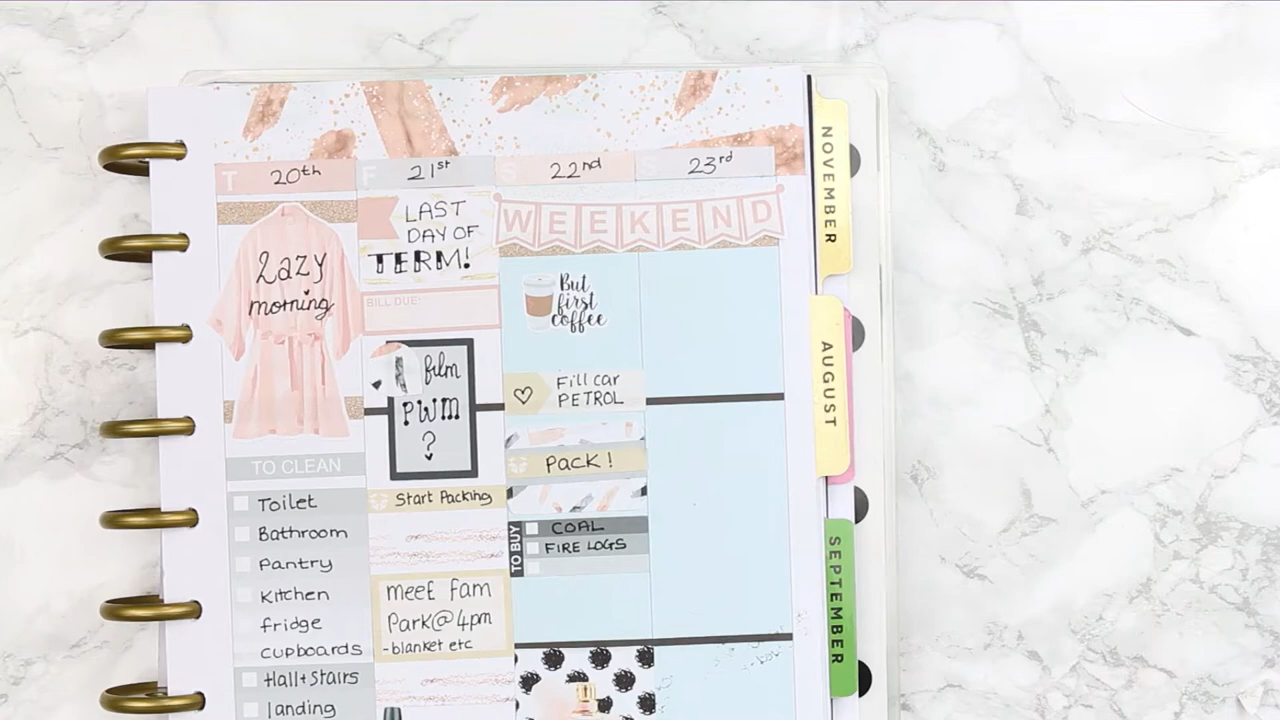 T 20th
F 21st
S 22nd
S 23rd
Lazy
morning
TO CLEAN
Toilet
Bathroom
Pantry
Kitchen
fridge
cupboards
Hall+Stairs
landing
LAST
DAY OF
TERM!
BILL DUE:
film
PWM
?
Start Packing
meet fam
Park@4pm
-blanket etc
WEEKEND
But
first
coffee
Fill car
PETROL
PACK!
TO BUY
COAL
FIRE LOGS
NOVEMBER
AUGUST
SEPTEMBER